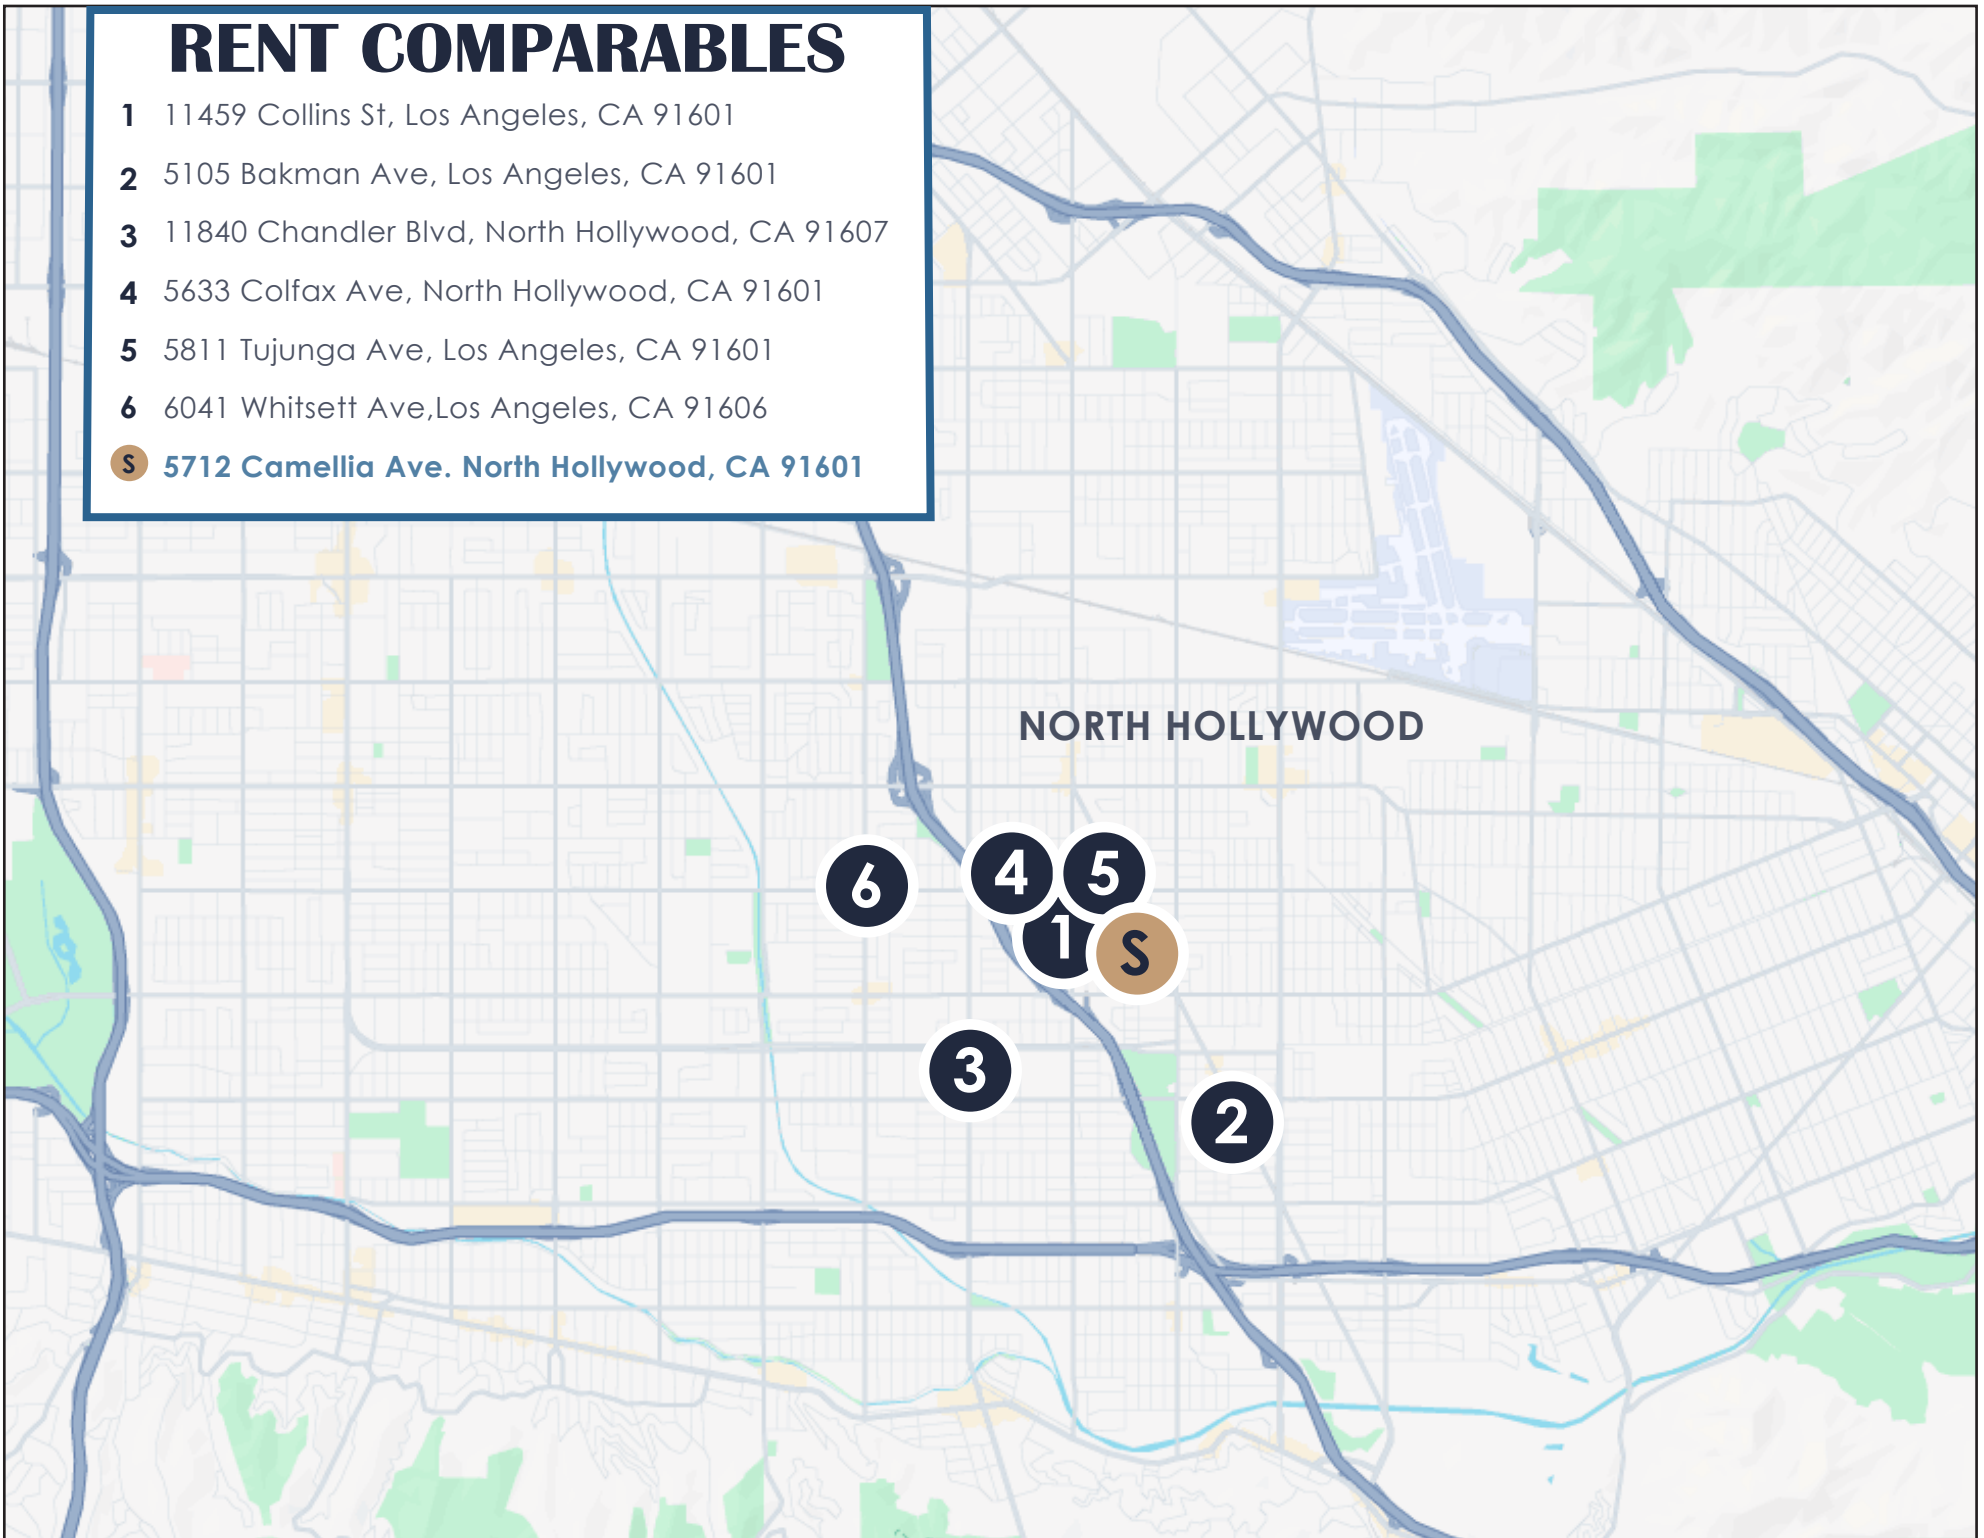 RENT COMPARABLES
1 11459 Collins St, Los Angeles, CA 91601
2 5105 Bakman Ave, Los Angeles, CA 91601
3 11840 Chandler Blvd, North Hollywood, CA 91607
4 5633 Colfax Ave, North Hollywood, CA 91601
5 5811 Tujunga Ave, Los Angeles, CA 91601
6 6041 Whitsett Ave,Los Angeles, CA 91606
S 5712 Camellia Ave. North Hollywood, CA 91601
NORTH HOLLYWOOD
6 4 5
1 S
3
2